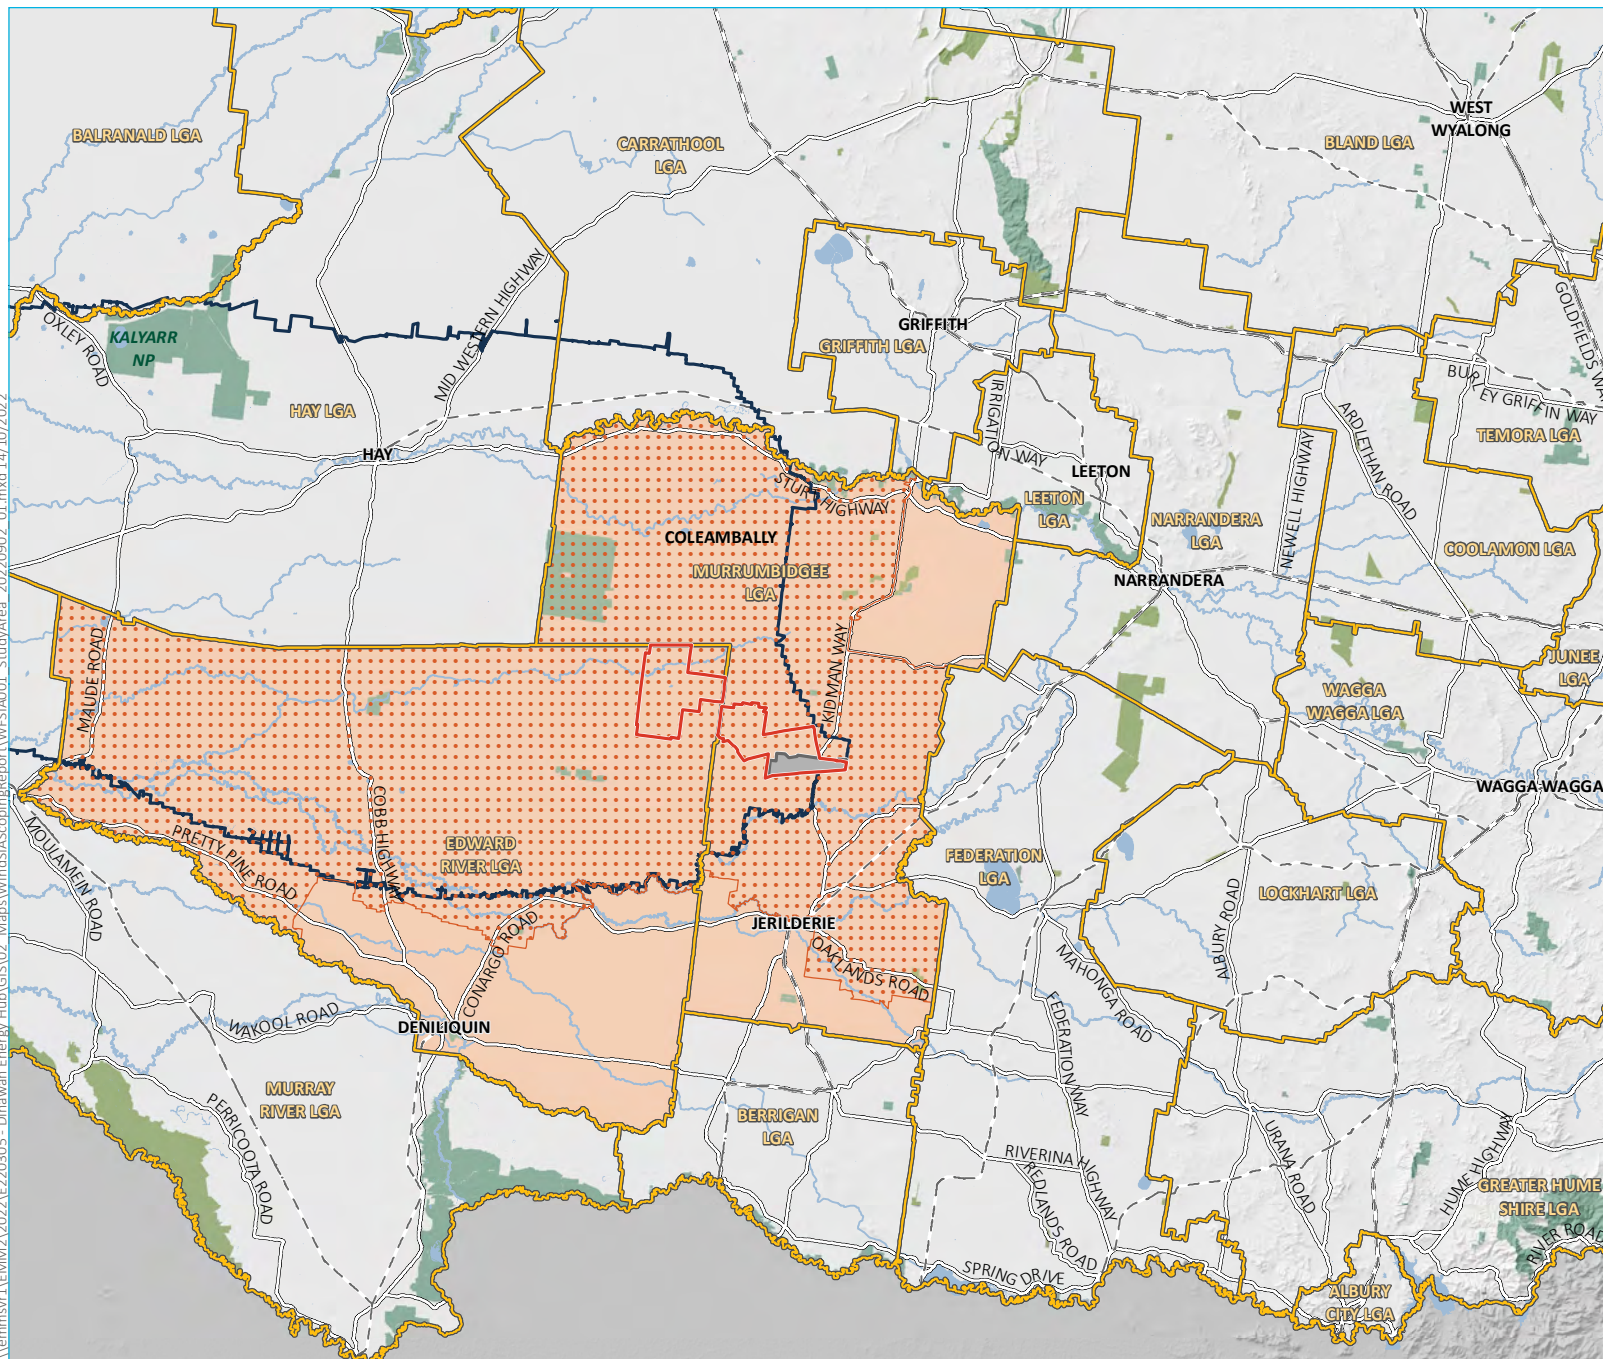 WEST
WYALONG
BALRANALD LGA
CARRATHOOL
LGA
BLAND LGA
MID WESTERN HIGHWAY
GOLDFIELDS WA
OXLEY ROAD
KALYARR
NP
GRIFFITH
GRIFFITH LGA
HAY LGA
IRRIGATION WAY
BURLEY GRIFFIN WAY
ARDLETHAN ROAD
TEMORA LGA
HAY
LEETON
STURT HIGHWAY
LEETON
LGA
NEWELL HIGHWAY
NARRANDERA
LGA
COLEAMBALLY
COOLAMON LGA
MURRUMBIDGEE
LGA
NARRANDERA
MAUDE ROAD
KIDMAN WAY
JUNEE
LGA
WAGGA
WAGGA LGA
WAGGA WAGGA
COBB HIGHWAY
MOULAMEIN ROAD
PRETTY PINE ROAD
EDWARD
RIVER LGA
FEDERATION
LGA
LOCKHART LGA
ALBURY ROAD
JERILDERIE
CONARGO ROAD
OAKLANDS ROAD
MAHONGA ROAD
WAKOOL ROAD
DENILIQUIN
FEDERATION WAY
MURRAY
RIVER LGA
PERRICOTA ROAD
BERRIGAN
LGA
URANA ROAD
HUME HIGHWAY
RIVERINA HIGHWAY
REDLANDS ROAD
GREATER HUME
SHIRE LGA
RIVER ROAD
SPRING DRIVE
ALBURY
CITY LGA